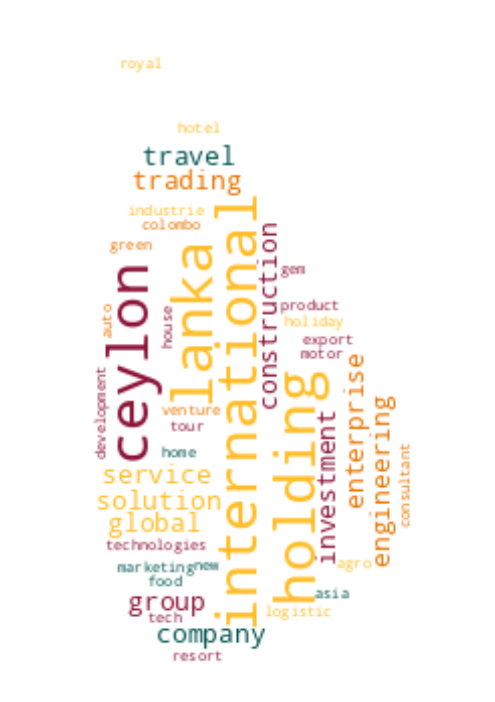 royal
hotel
travel
trading
industrie
colombo
green
international
lanka
construction
ceylon
gem
auto
house
product
holiday
export
motor
development
holding
enterprise
engineering
venture
investment
tour
home
consultant
service
solution
global
technologies
marketing
new
agro
food
asia
group
tech
logistic
company
resort